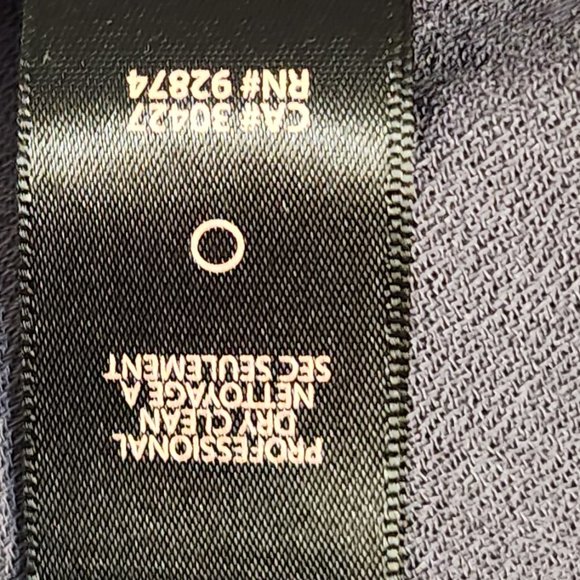 PROFESSIONAL
DRY CLEAN
NETTOYAGE A
SEC SEULEMENT
CA# 30427
RN# 92874